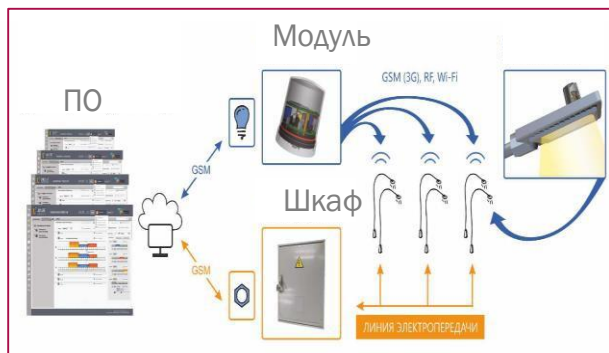 Модуль
GSM (3G), RF, Wi-Fi
ПО
GSM
Шкаф
GSM
ЛИНИЯ ЭЛЕКТРОПЕРЕДАЧИ